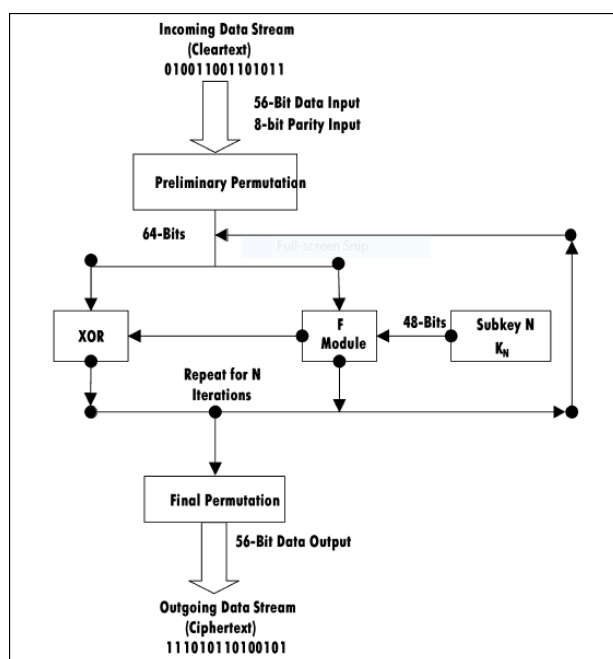 Incoming Data Stream
(Cleartext)
010011001101011
56-Bit Data Input
8-bit Parity Input
Preliminary Permutation
64-Bits
Full-screen Snip
XOR
F
Module
48-Bits
Subkey N
KN
Repeat for N
Iterations
Final Permutation
56-Bit Data Output
Outgoing Data Stream
(Ciphertext)
111010110100101